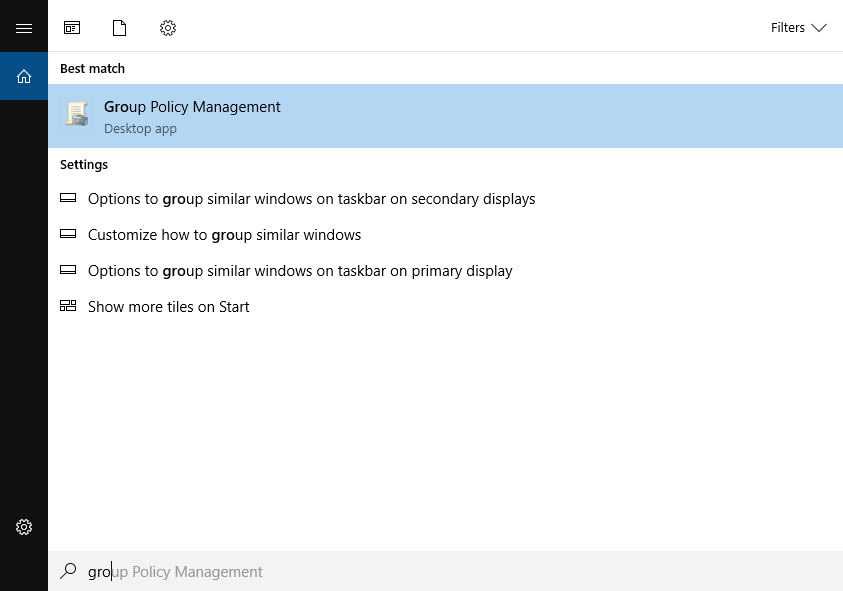 Filters
Best match
Group Policy Management
Desktop app
Settings
Options to group similar windows on taskbar on secondary displays
Customize how to group similar windows
Options to group similar windows on taskbar on primary display
Show more tiles on Start
group Policy Management